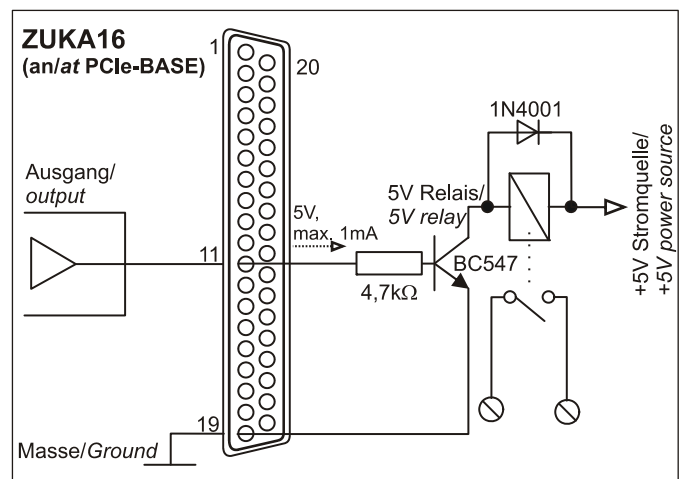 ZUKA16
(an/at PCIe-BASE)
1
20
1N4001
Ausgang/
output
5V Relais/
5V relay
+5V Stromquelle/
+5V power source
5V,
max. 1mA
11
BC547
4,7kΩ
19
Masse/Ground